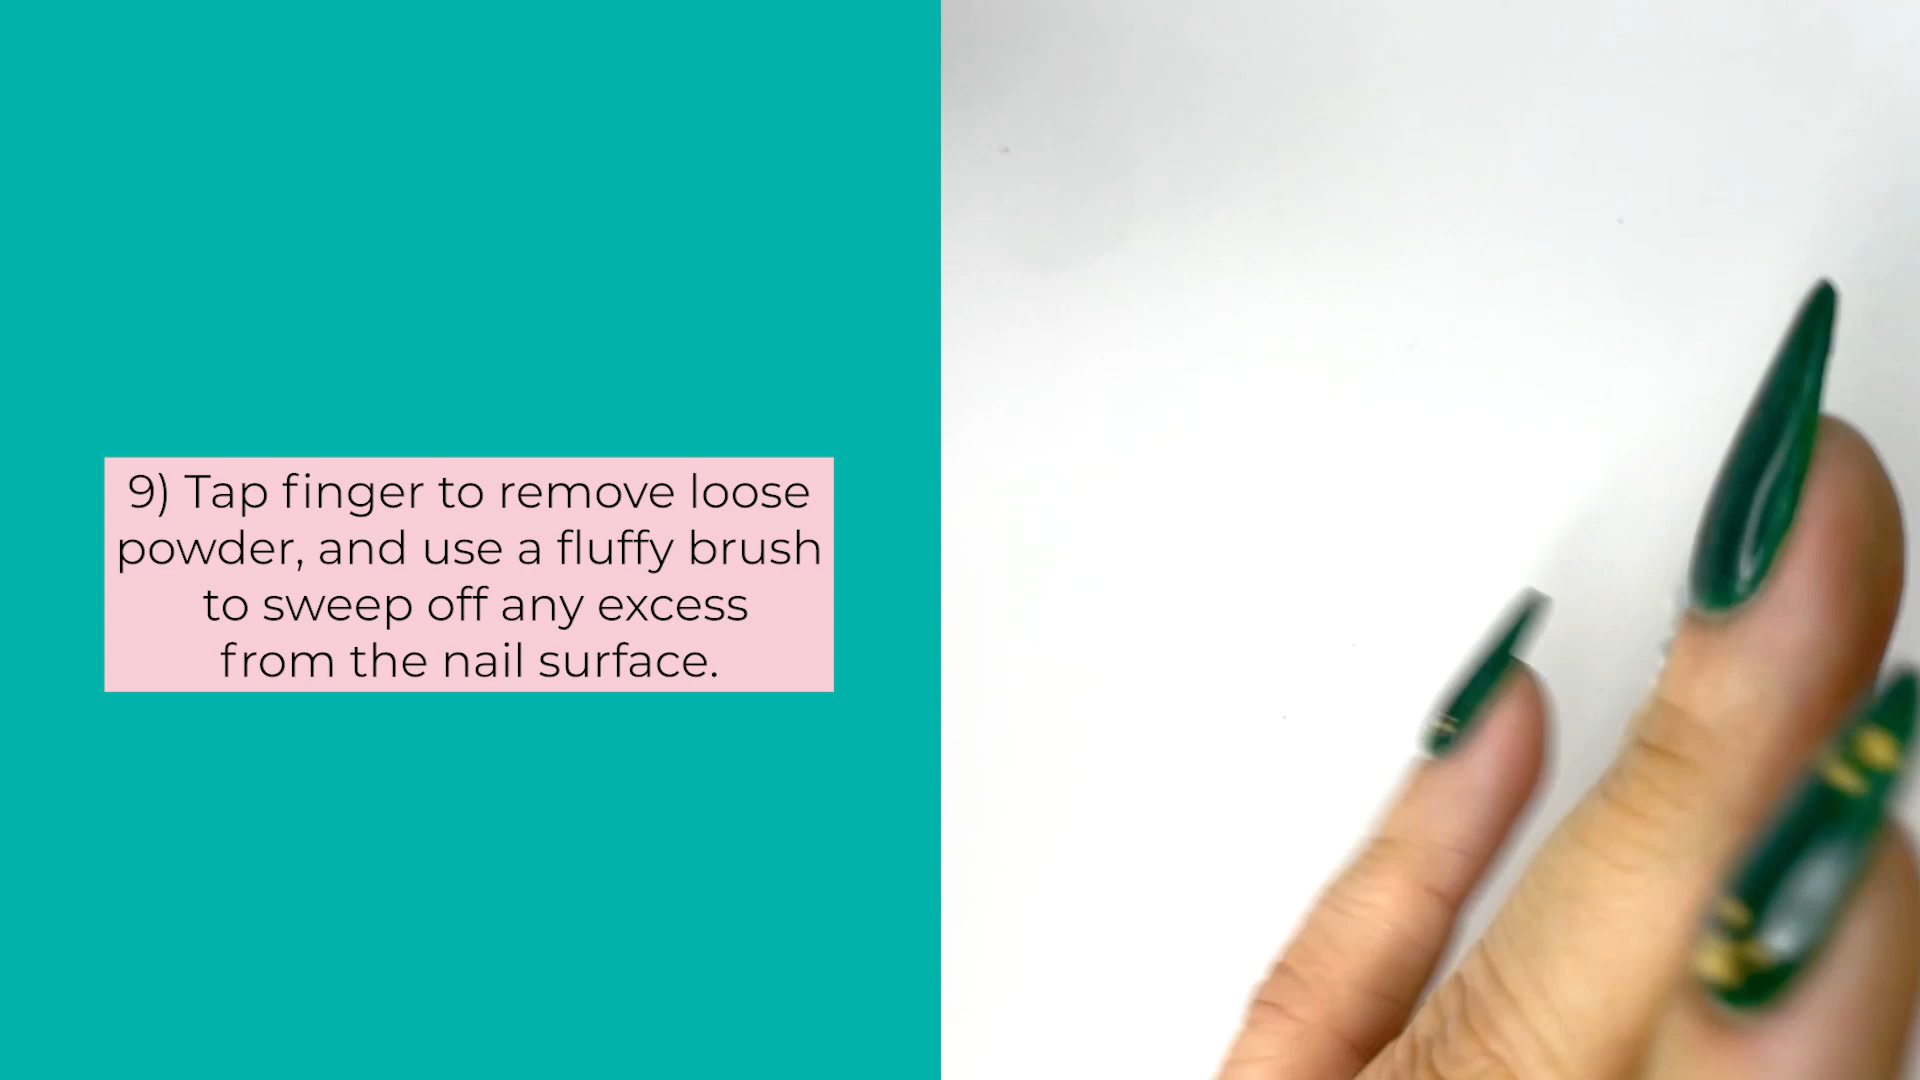 9) Tap finger to remove loose
powder, and use a fluffy brush
to sweep off any excess
from the nail surface.